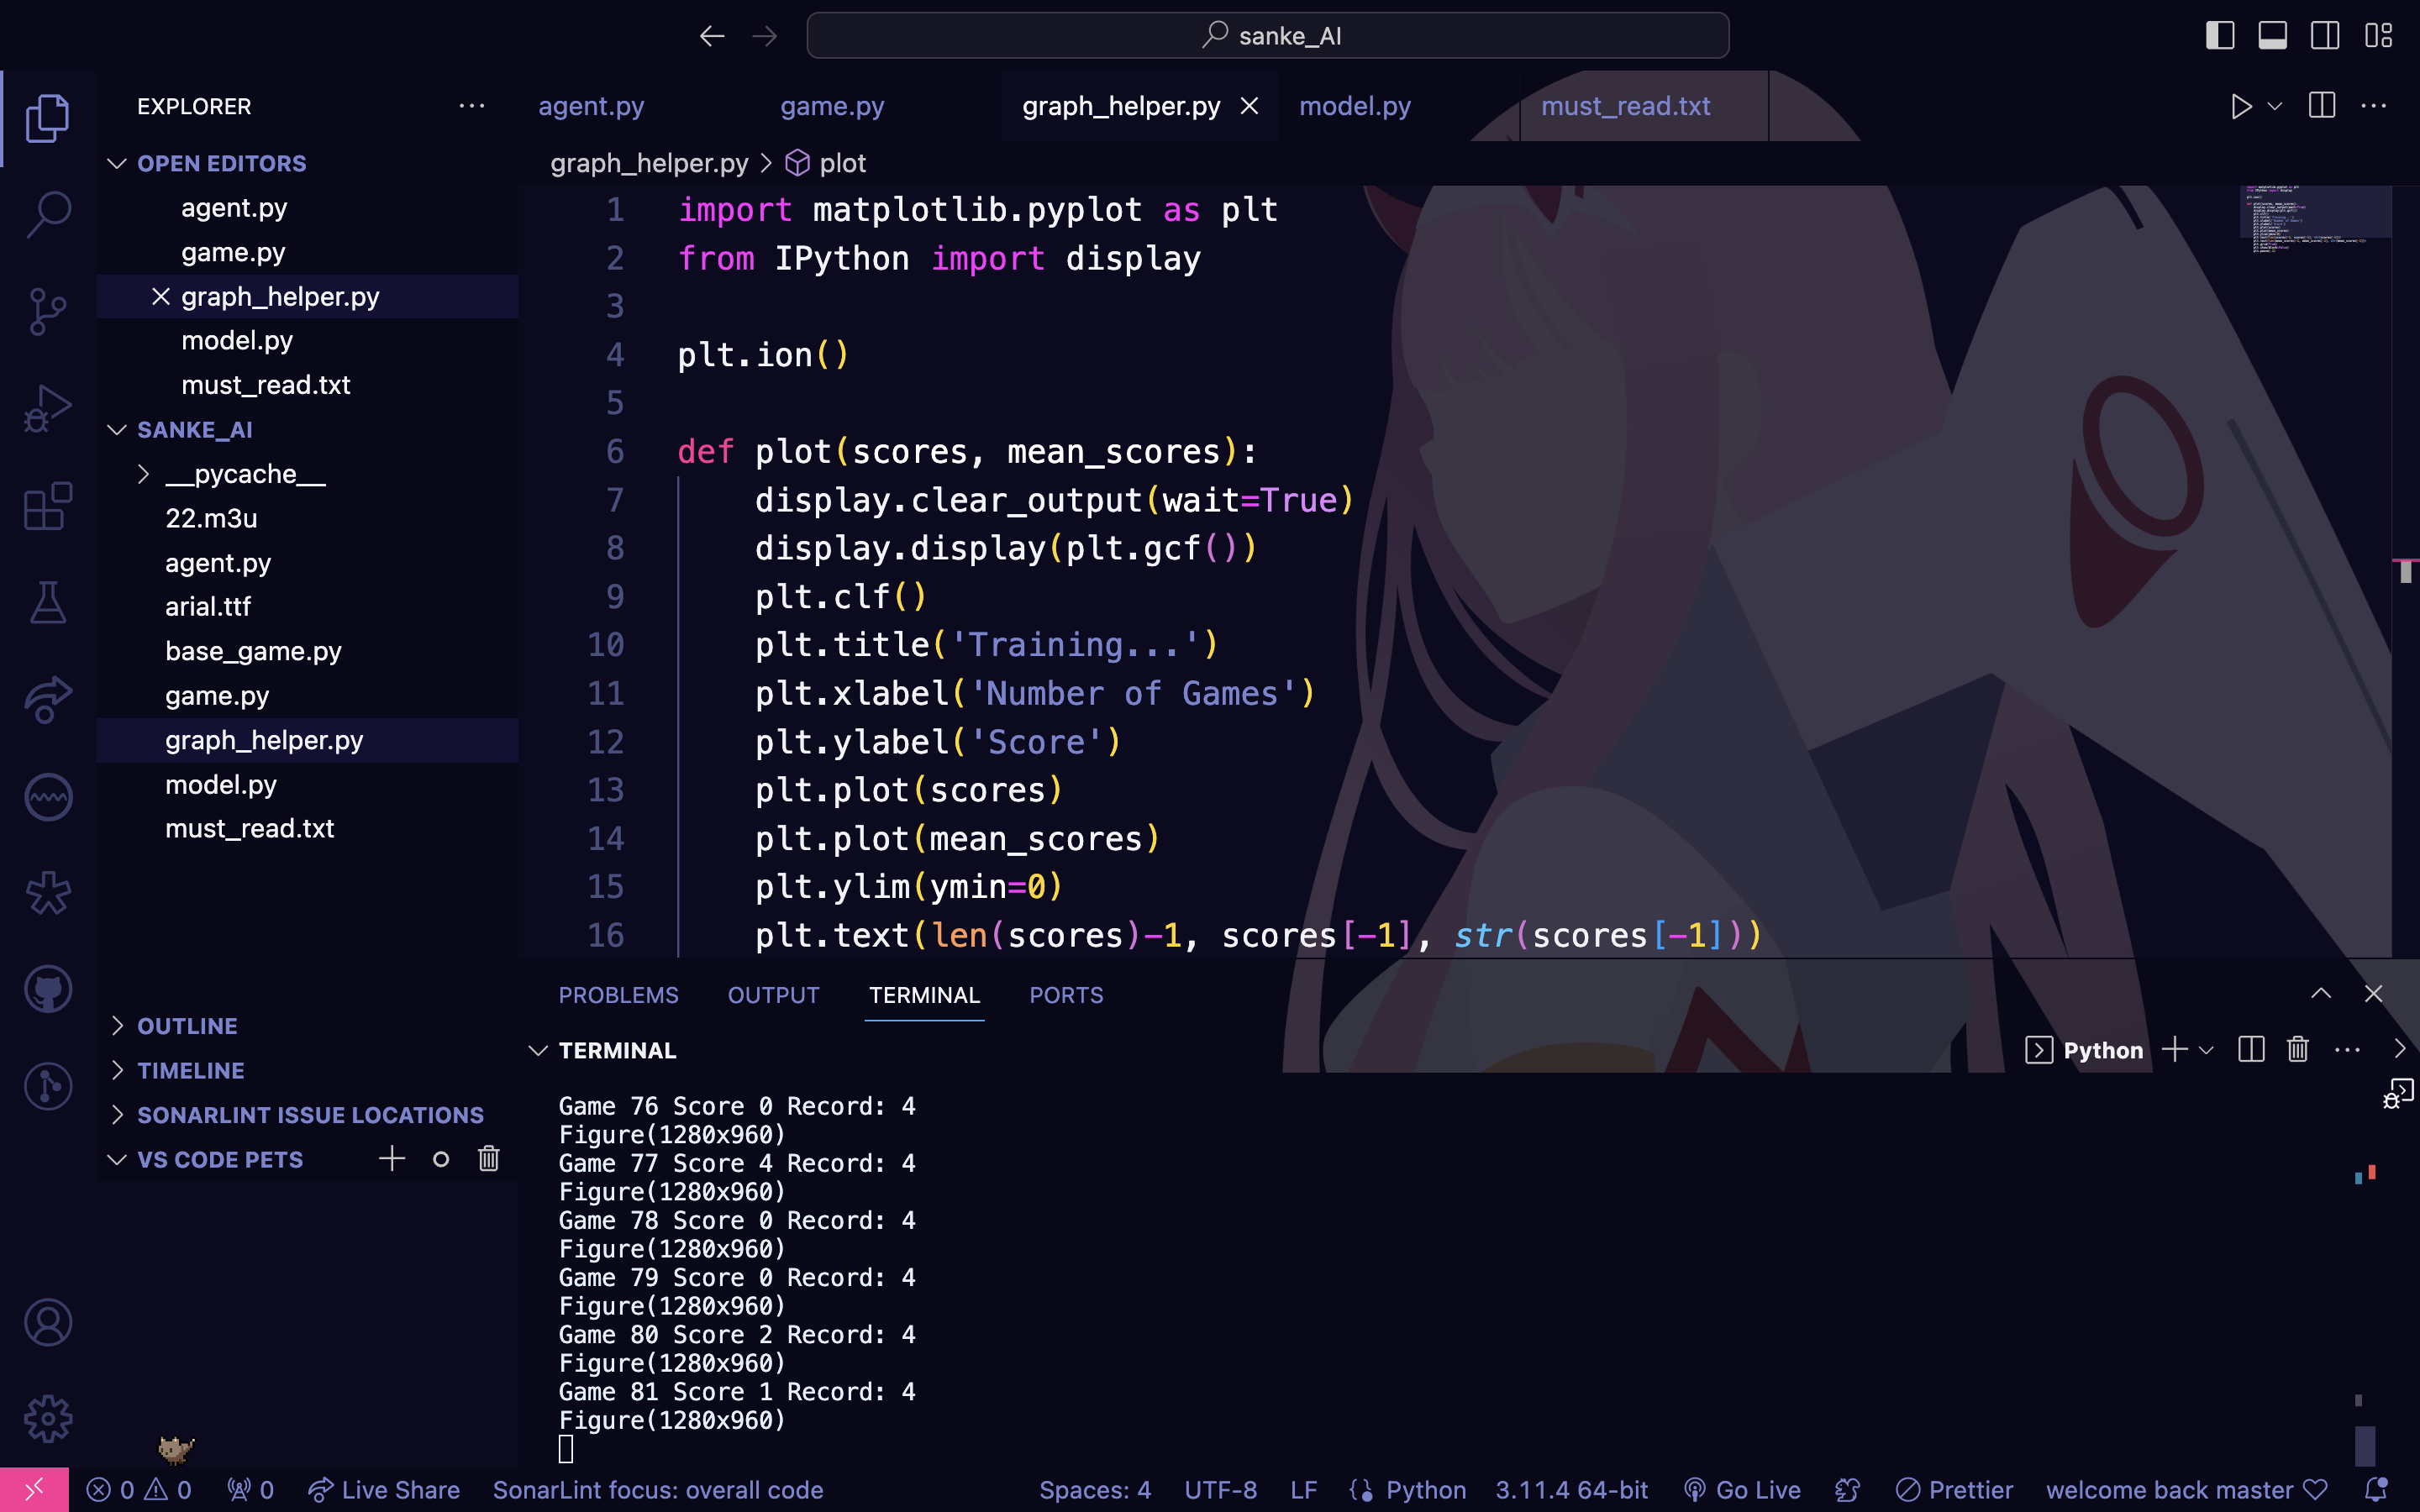 sanke_AI
EXPLORER
OPEN EDITORS
agent.py
game.py
graph_helper.py
model.py
must_read.txt
SANKE_AI
__pycache__
22.m3u
agent.py
arial.ttf
base_game.py
game.py
graph_helper.py
model.py
must_read.txt
OUTLINE
TIMELINE
SONARLINT ISSUE LOCATIONS
VS CODE PETS
agent.py game.py graph_helper.py model.py must_read.txt
graph_helper.py > plot
1 import matplotlib.pyplot as plt
2 from IPython import display
3
4 plt.ion()
5
6 def plot(scores, mean_scores):
7 display.clear_output(wait=True)
8 display.display(plt.gcf())
9 plt.clf()
10 plt.title('Training...')
11 plt.xlabel('Number of Games')
12 plt.ylabel('Score')
13 plt.plot(scores)
14 plt.plot(mean_scores)
15 plt.ylim(ymin=0)
16 plt.text(len(scores)-1, scores[-1], str(scores[-1]))
PROBLEMS OUTPUT TERMINAL PORTS
TERMINAL
Python
Game 76 Score 0 Record: 4
Figure(1280x960)
Game 77 Score 4 Record: 4
Figure(1280x960)
Game 78 Score 0 Record: 4
Figure(1280x960)
Game 79 Score 0 Record: 4
Figure(1280x960)
Game 80 Score 2 Record: 4
Figure(1280x960)
Game 81 Score 1 Record: 4
Figure(1280x960)
0 0 0 Live Share SonarLint focus: overall code Spaces: 4 UTF-8 LF Python 3.11.4 64-bit Go Live Prettier welcome back master